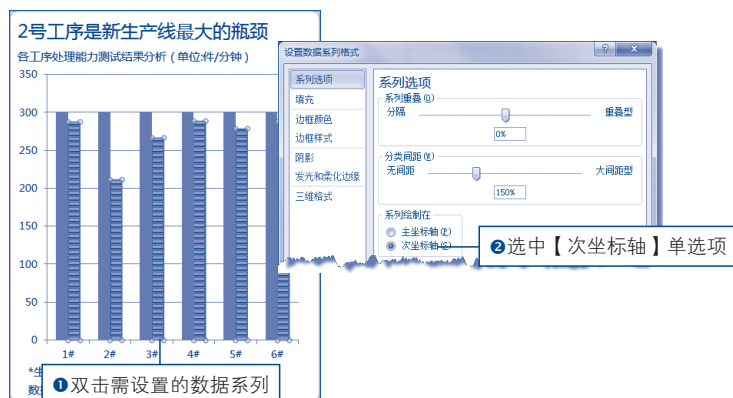 2号工序是新生产线最大的瓶颈
各工序处理能力测试结果分析（单位:件/分钟）
350
300
250
200
150
100
50
0
1# 2# 3# 4# 5# 6#
*生
数
❶双击需设置的数据系列
设置数据系列格式
系列选项
填充
边框颜色
边框样式
阴影
发光和柔化边缘
三维格式
系列选项
系列重叠(O)
分隔 重叠型
0%
分类间距(W)
无间距 大间距型
150%
系列绘制在
主坐标轴(P)
次坐标轴(S)
❷选中【次坐标轴】单选项